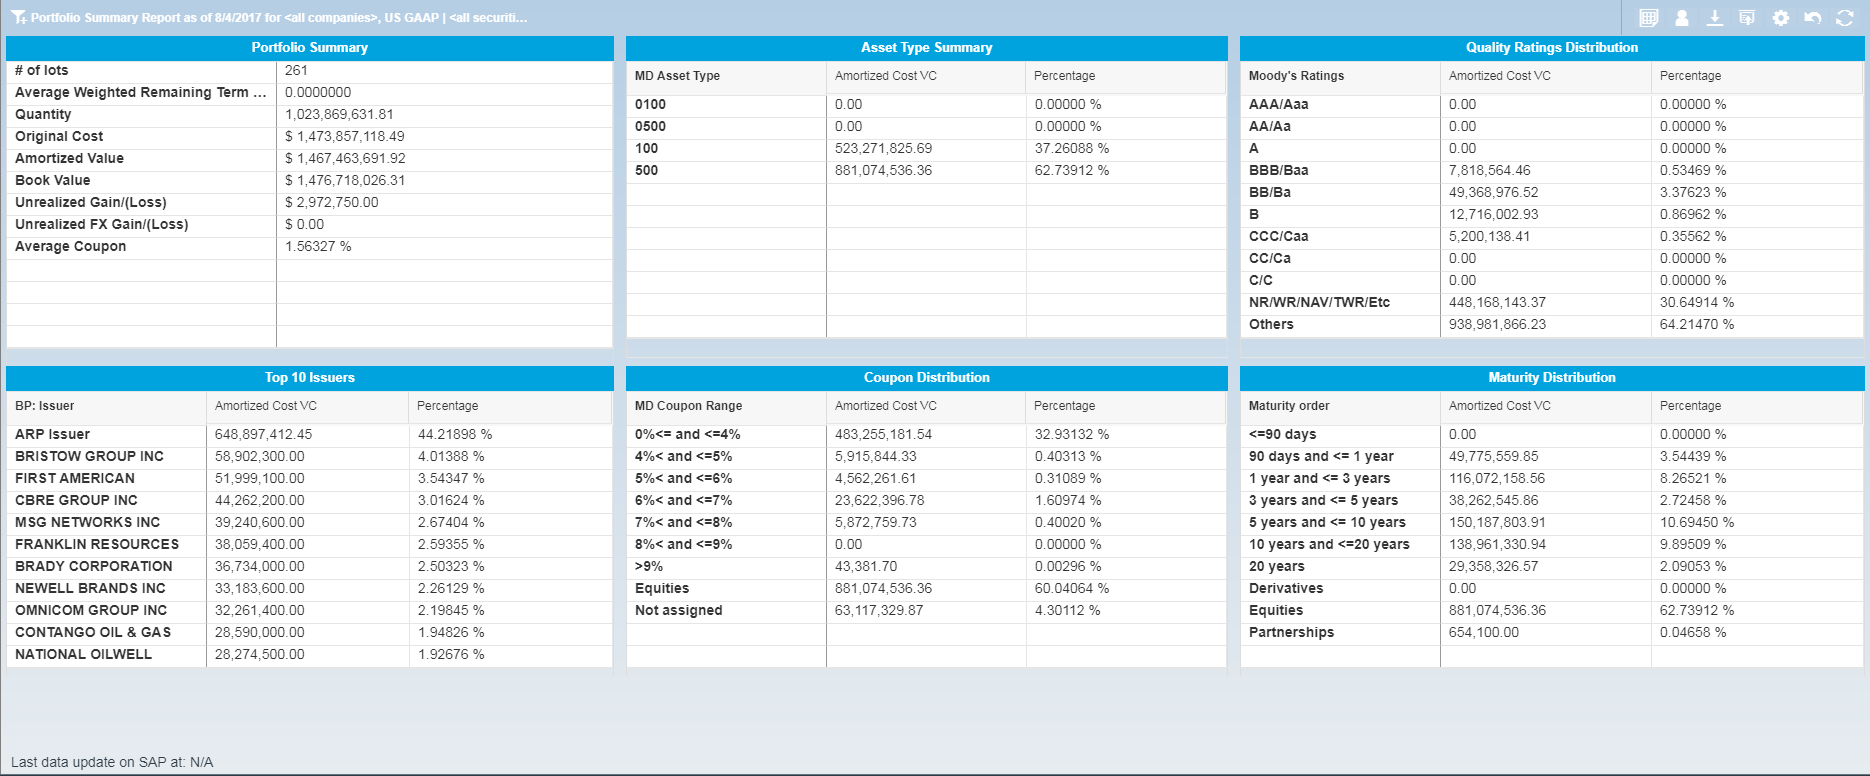 Portfolio Summary Report as of 8/4/2017 for <all companies>, US GAAP | <all securiti...
Portfolio Summary
# of lots 261
Average Weighted Remaining Term ... 0.0000000
Quantity 1,023,869,631.81
Original Cost $ 1,473,857,118.49
Amortized Value $ 1,467,463,691.92
Book Value $ 1,476,718,026.31
Unrealized Gain/(Loss) $ 2,972,750.00
Unrealized FX Gain/(Loss) $ 0.00
Average Coupon 1.56327 %
Asset Type Summary
MD Asset Type Amortized Cost VC Percentage
0100 0.00 0.00000 %
0500 0.00 0.00000 %
100 523,271,825.69 37.26088 %
500 881,074,536.36 62.73912 %
Quality Ratings Distribution
Moody's Ratings Amortized Cost VC Percentage
AAA/Aaa 0.00 0.00000 %
AA/Aa 0.00 0.00000 %
A 0.00 0.00000 %
BBB/Baa 7,818,564.46 0.53469 %
BB/Ba 49,368,976.52 3.37623 %
B 12,716,002.93 0.86962 %
CCC/Caa 5,200,138.41 0.35562 %
CC/Ca 0.00 0.00000 %
C/C 0.00 0.00000 %
NR/WR/NAV/TWR/Etc 448,168,143.37 30.64914 %
Others 938,981,866.23 64.21470 %
Top 10 Issuers
BP: Issuer Amortized Cost VC Percentage
ARP Issuer 648,897,412.45 44.21898 %
BRISTOW GROUP INC 58,902,300.00 4.01388 %
FIRST AMERICAN 51,999,100.00 3.54347 %
CBRE GROUP INC 44,262,200.00 3.01624 %
MSG NETWORKS INC 39,240,600.00 2.67404 %
FRANKLIN RESOURCES 38,059,400.00 2.59355 %
BRADY CORPORATION 36,734,000.00 2.50323 %
NEWELL BRANDS INC 33,183,600.00 2.26129 %
OMNICOM GROUP INC 32,261,400.00 2.19845 %
CONTANGO OIL & GAS 28,590,000.00 1.94826 %
NATIONAL OILWELL 28,274,500.00 1.92676 %
Coupon Distribution
MD Coupon Range Amortized Cost VC Percentage
0%<= and <=4% 483,255,181.54 32.93132 %
4%< and <=5% 5,915,844.33 0.40313 %
5%< and <=6% 4,562,261.61 0.31089 %
6%< and <=7% 23,622,396.78 1.60974 %
7%< and <=8% 5,872,759.73 0.40020 %
8%< and <=9% 0.00 0.00000 %
>9% 43,381.70 0.00296 %
Equities 881,074,536.36 60.04064 %
Not assigned 63,117,329.87 4.30112 %
Maturity Distribution
Maturity order Amortized Cost VC Percentage
<=90 days 0.00 0.00000 %
90 days and <= 1 year 49,775,559.85 3.54439 %
1 year and <= 3 years 116,072,158.56 8.26521 %
3 years and <= 5 years 38,262,545.86 2.72458 %
5 years and <= 10 years 150,187,803.91 10.69450 %
10 years and <=20 years 138,961,330.94 9.89509 %
20 years 29,358,326.57 2.09053 %
Derivatives 0.00 0.00000 %
Equities 881,074,536.36 62.73912 %
Partnerships 654,100.00 0.04658 %
Last data update on SAP at: N/A